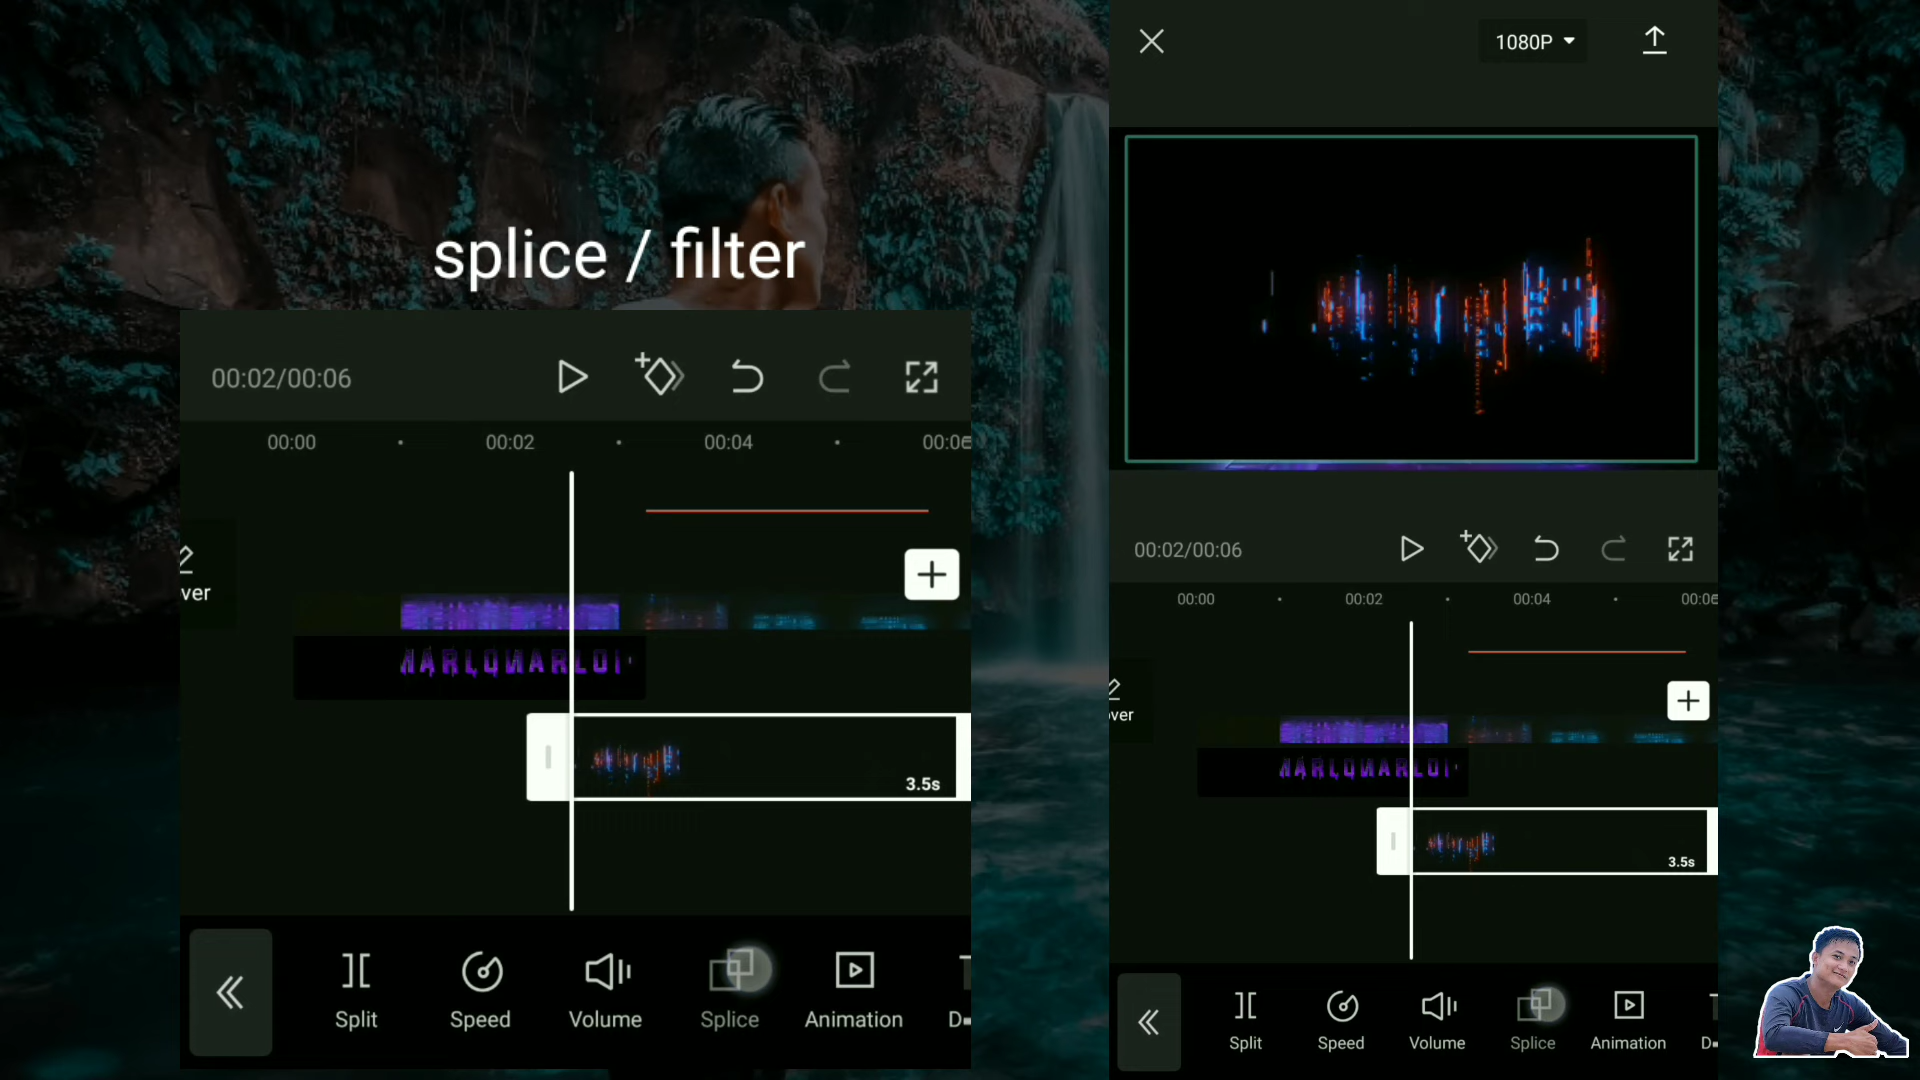 splice / filter
00:02/00:06
00:00
00:02
00:04
00:06
ver
3.5s
Split
Speed
Volume
Splice
Animation
1080P
00:02/00:06
00:00
00:02
00:04
00:06
over
3.5s
Split
Speed
Volume
Splice
Animation